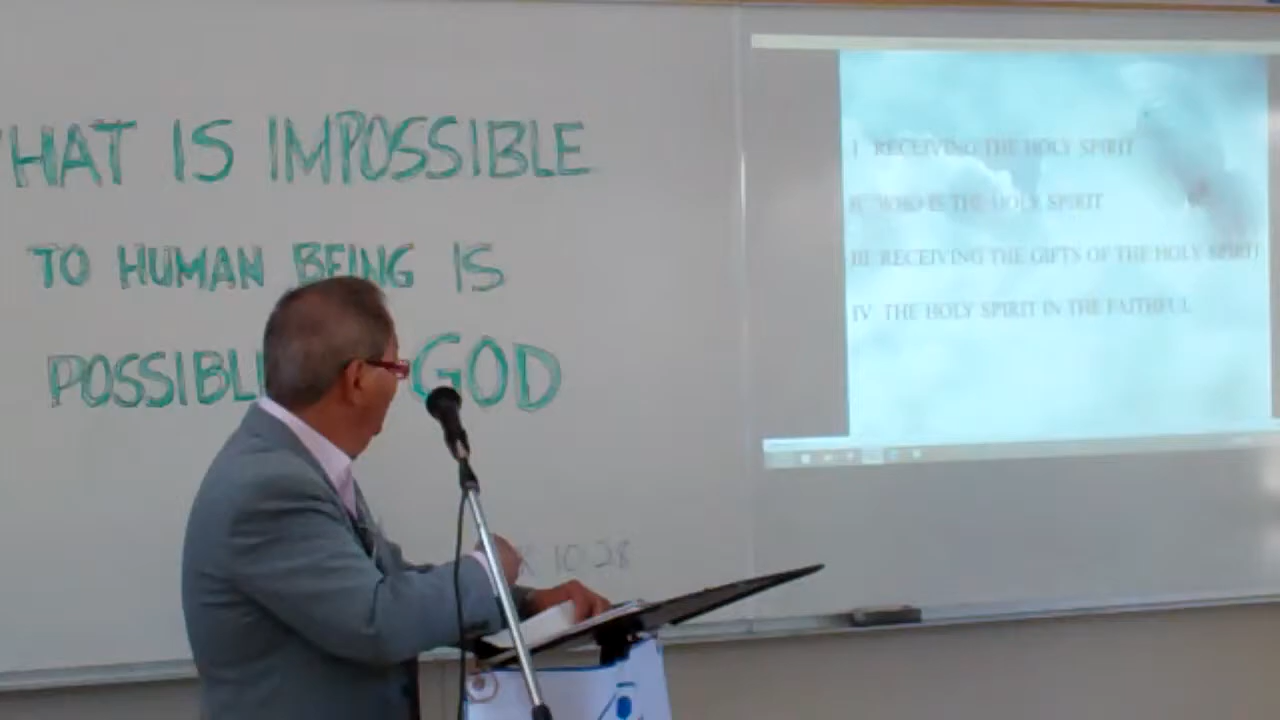 HAT IS IMPOSSIBLE
TO HUMAN BEING IS
POSSIBL GOD
10:28
I RECEIVING THE HOLY SPIRIT
II WHO IS THE HOLY SPIRIT
III RECEIVING THE GIFTS OF THE HOLY SPIRIT
IV THE HOLY SPIRIT IN THE FAITHFUL